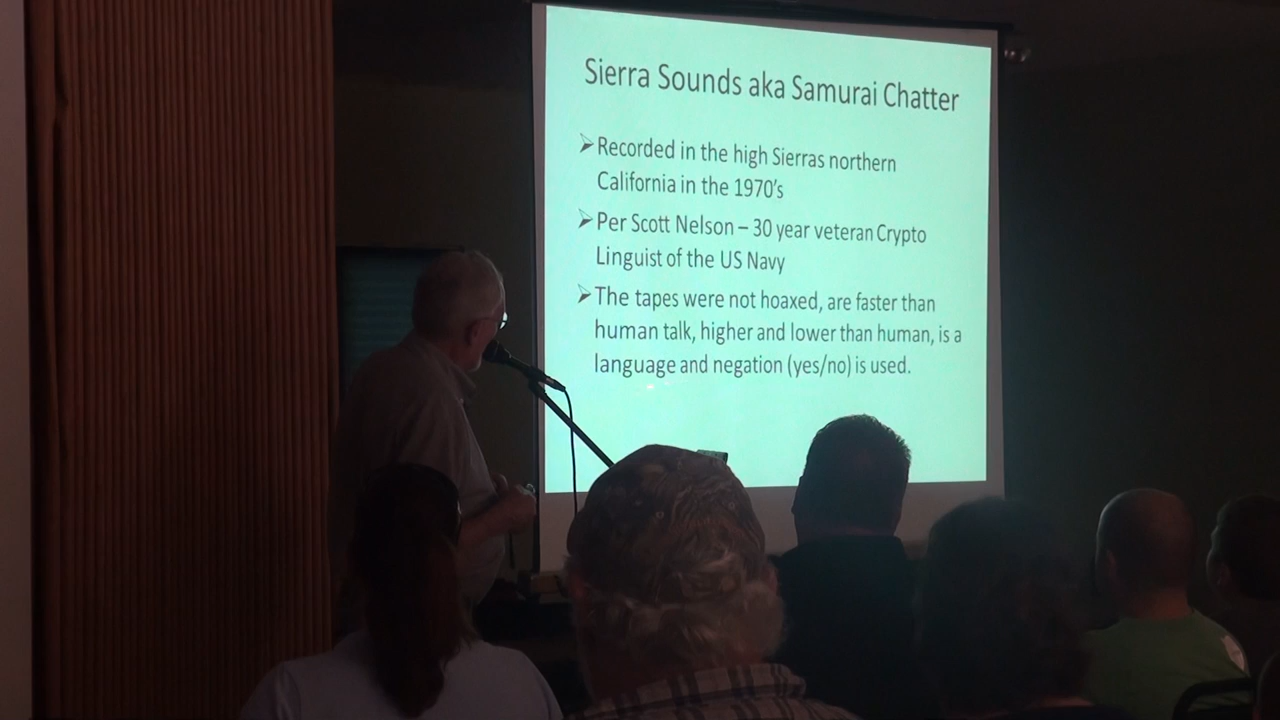 Sierra Sounds aka Samurai Chatter
➢Recorded in the high Sierras northern
California in the 1970's
➢Per Scott Nelson – 30 year veteran Crypto
Linguist of the US Navy
➢The tapes were not hoaxed, are faster than
human talk, higher and lower than human, is a
language and negation (yes/no) is used.